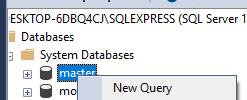 ESKTOP-6DBQ4CJ\SQLEXPRESS (SQL Server 1
Databases
System Databases
master
mo
New Query